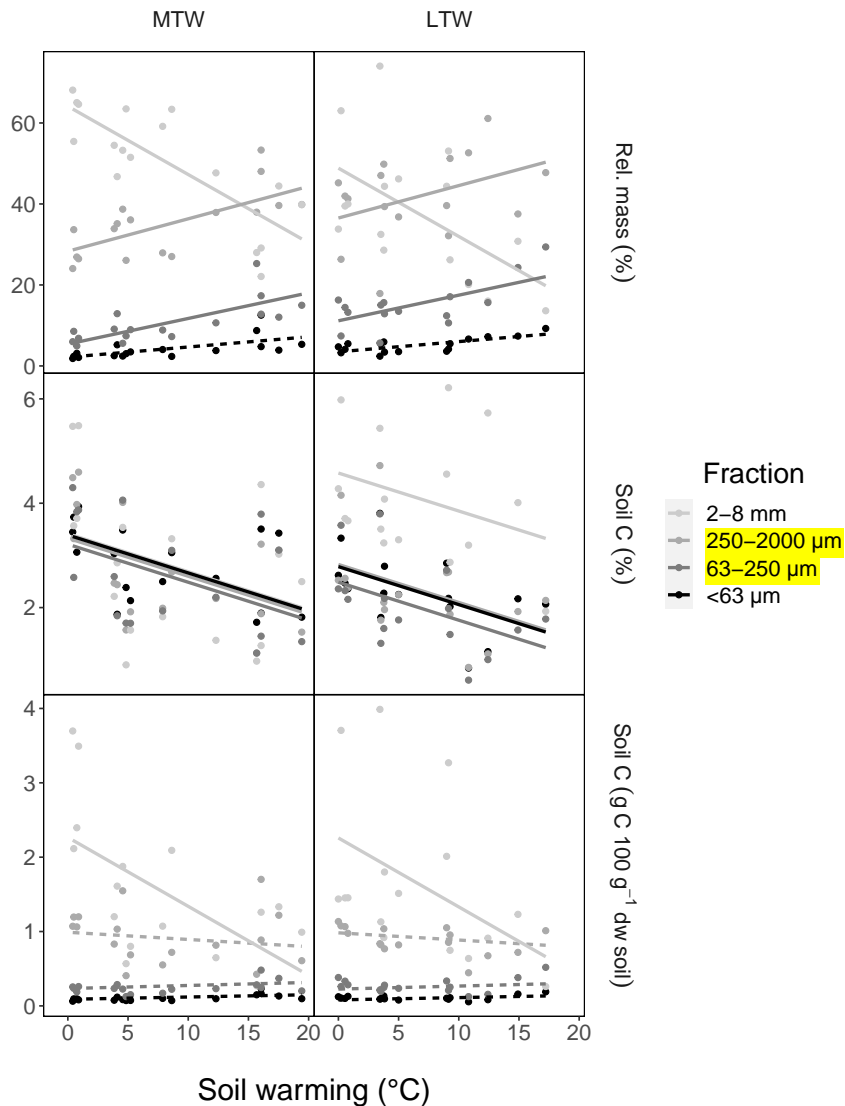 MTW
LTW
60
40
20
0
Rel. mass (%)
6
4
2
Soil C (%)
4
3
2
1
0
Soil C (g C 100 g⁻¹ dw soil)
0 5 10 15 20
0 5 10 15 20
Soil warming (°C)
Fraction
2−8 mm
250−2000 µm
63−250 µm
<63 µm